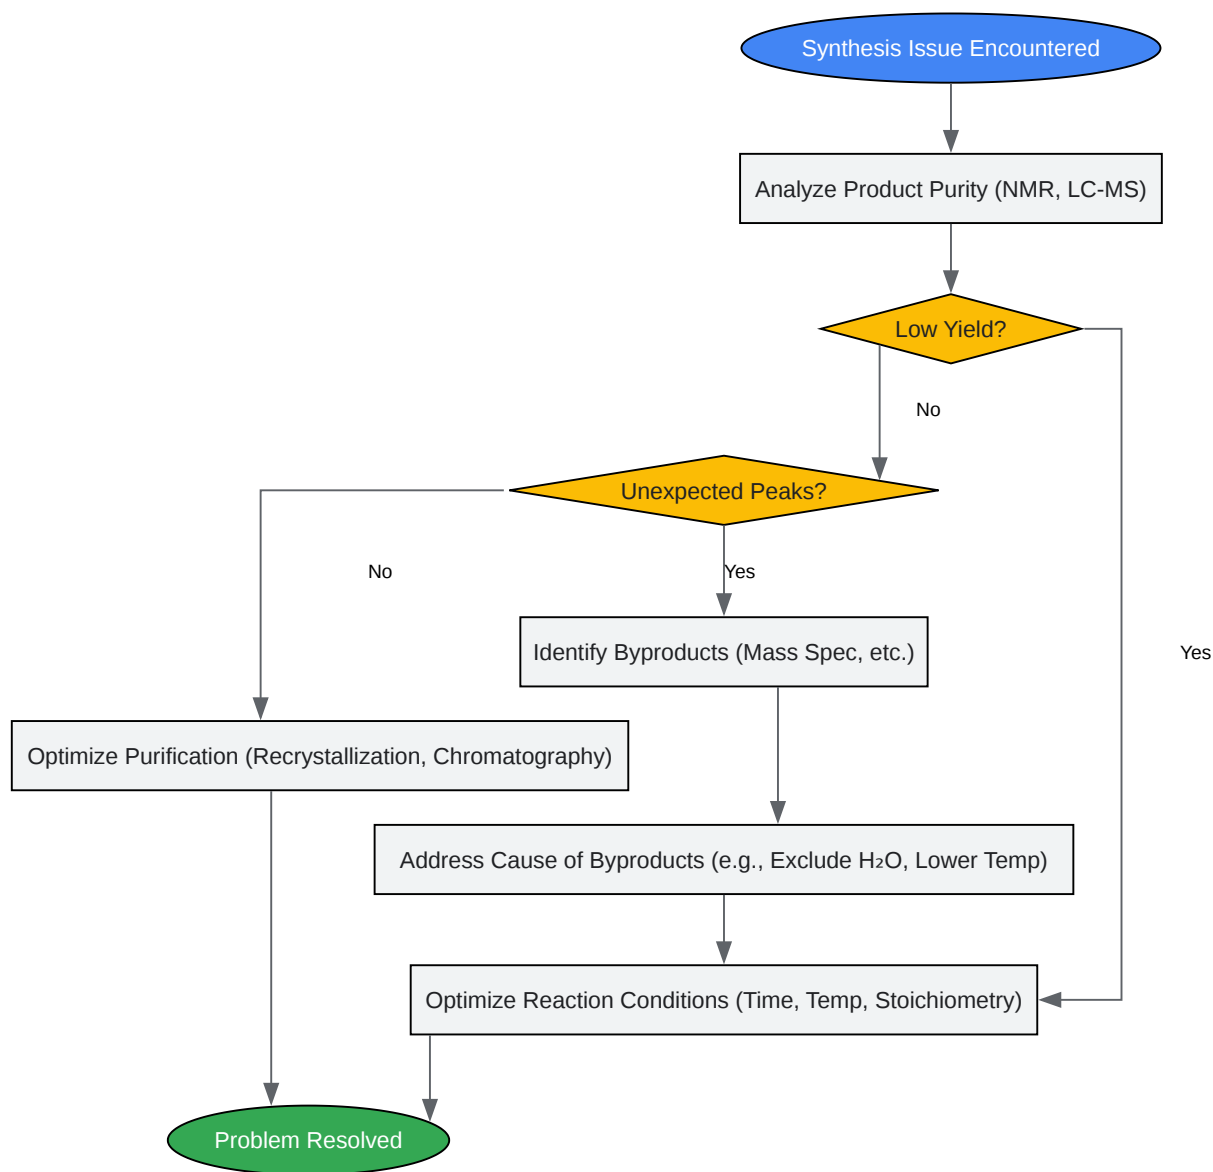 Synthesis Issue Encountered
Analyze Product Purity (NMR, LC-MS)
Low Yield?
No
Unexpected Peaks?
No
Yes
Identify Byproducts (Mass Spec, etc.)
Yes
Optimize Purification (Recrystallization, Chromatography)
Address Cause of Byproducts (e.g., Exclude H₂O, Lower Temp)
Optimize Reaction Conditions (Time, Temp, Stoichiometry)
Problem Resolved